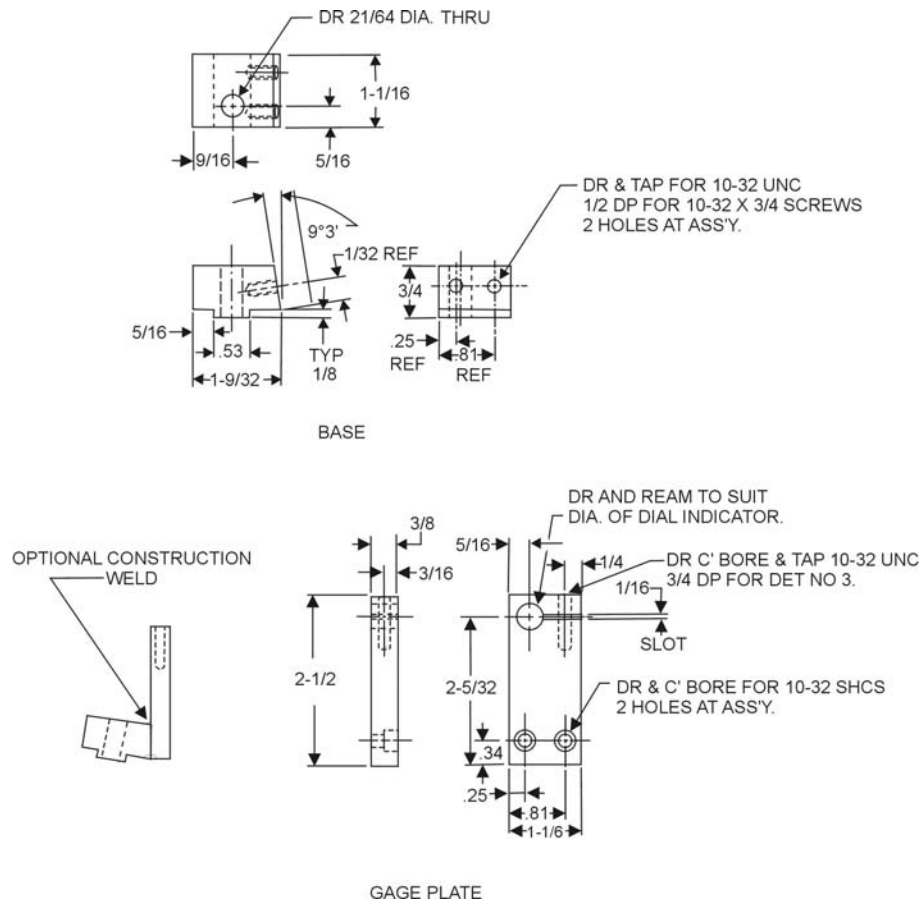 DR 21/64 DIA. THRU
1-1/16
9/16
5/16
DR & TAP FOR 10-32 UNC
1/2 DP FOR 10-32 X 3/4 SCREWS
2 HOLES AT ASS'Y.
9°3'
1/32 REF
3/4
5/16
.53
TYP
1/8
1-9/32
.25
REF
.81
REF
BASE
DR AND REAM TO SUIT
DIA. OF DIAL INDICATOR.
3/8
5/16
OPTIONAL CONSTRUCTION
WELD
3/16
1/4
DR C' BORE & TAP 10-32 UNC
3/4 DP FOR DET NO 3.
1/16
SLOT
2-1/2
2-5/32
DR & C' BORE FOR 10-32 SHCS
2 HOLES AT ASS'Y.
.34
.25
.81
1-1/6
GAGE PLATE